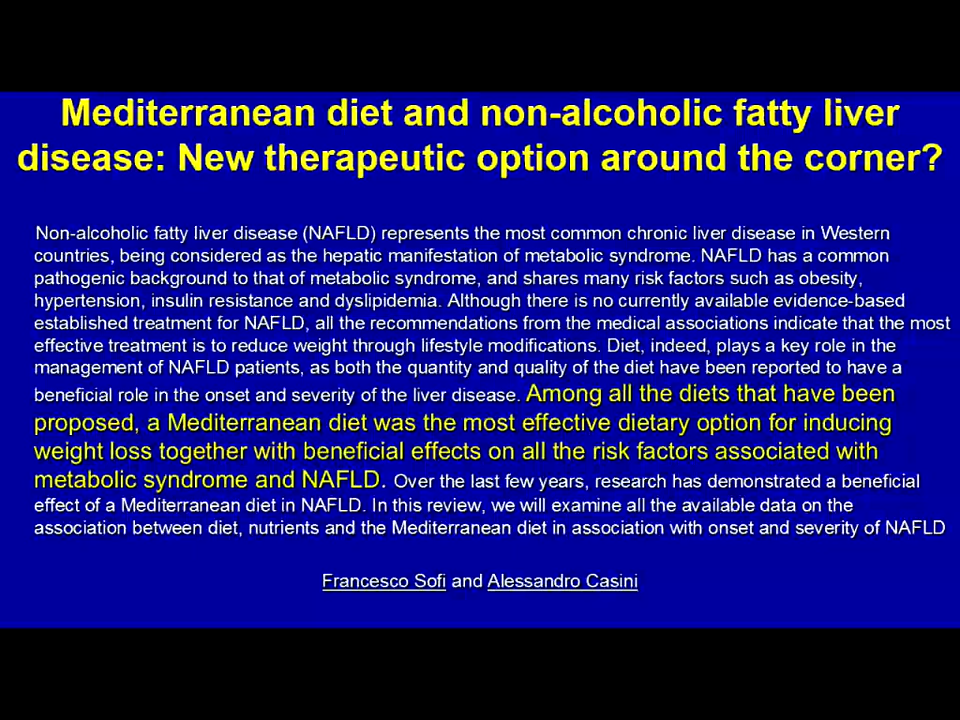 Mediterranean diet and non-alcoholic fatty liver
disease: New therapeutic option around the corner?
Non-alcoholic fatty liver disease (NAFLD) represents the most common chronic liver disease in Western
countries, being considered as the hepatic manifestation of metabolic syndrome. NAFLD has a common
pathogenic background to that of metabolic syndrome, and shares many risk factors such as obesity,
hypertension, insulin resistance and dyslipidemia. Although there is no currently available evidence-based
established treatment for NAFLD, all the recommendations from the medical associations indicate that the most
effective treatment is to reduce weight through lifestyle modifications. Diet, indeed, plays a key role in the
management of NAFLD patients, as both the quantity and quality of the diet have been reported to have a
beneficial role in the onset and severity of the liver disease. Among all the diets that have been
proposed, a Mediterranean diet was the most effective dietary option for inducing
weight loss together with beneficial effects on all the risk factors associated with
metabolic syndrome and NAFLD. Over the last few years, research has demonstrated a beneficial
effect of a Mediterranean diet in NAFLD. In this review, we will examine all the available data on the
association between diet, nutrients and the Mediterranean diet in association with onset and severity of NAFLD
Francesco Sofi and Alessandro Casini